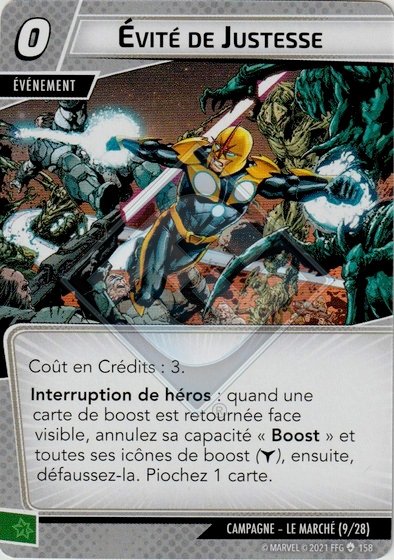 0
ÉVITÉ DE JUSTESSE
ÉVÉNEMENT
Coût en Crédits : 3.
Interruption de héros : quand une
carte de boost est retournée face
visible, annulez sa capacité « Boost » et
toutes ses icônes de boost ( ), ensuite,
défaussez-la. Piochez 1 carte.
CAMPAGNE – LE MARCHÉ (9/28)
© MARVEL © 2021 FFG 158